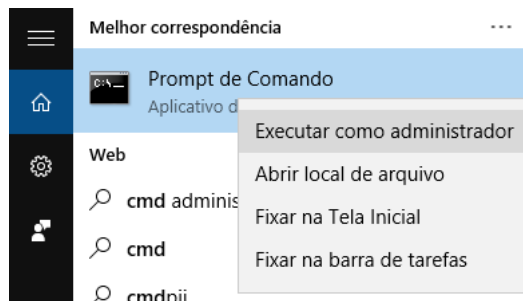 Melhor correspondência
...
C:\
Prompt de Comando
Aplicativo d
Executar como administrador
Web
Abrir local de arquivo
cmd adminis
Fixar na Tela Inicial
cmd
Fixar na barra de tarefas